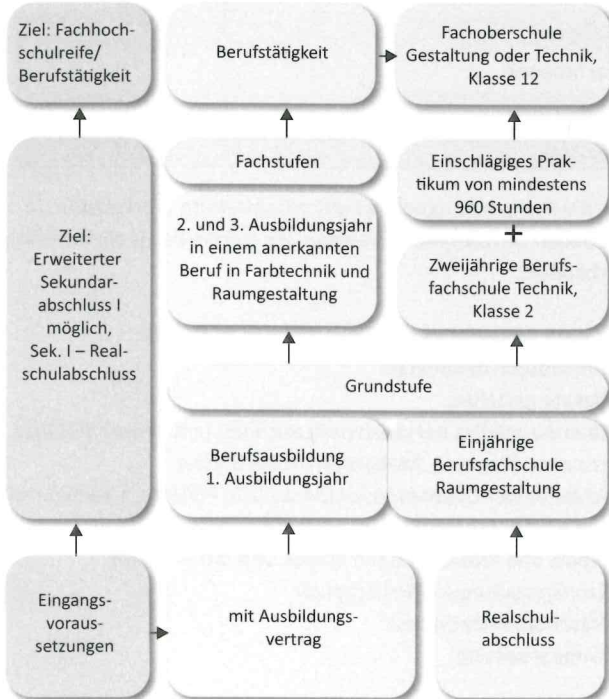 Ziel: Fachhoch-
schulreife/
Berufstätigkeit
Berufstätigkeit
Fachoberschule
Gestaltung oder Technik,
Klasse 12
Ziel:
Erweiterter
Sekundar-
abschluss I
möglich,
Sek. I – Real-
schulabschluss
Fachstufen
2. und 3. Ausbildungsjahr
in einem anerkannten
Beruf in Farbtechnik und
Raumgestaltung
Einschlägiges Prak-
tikum von mindestens
960 Stunden
+
Zweijährige Berufs-
fachschule Technik,
Klasse 2
Grundstufe
Berufsausbildung
1. Ausbildungsjahr
Einjährige
Berufsfachschule
Raumgestaltung
Eingangs-
voraus-
setzungen
mit Ausbildungs-
vertrag
Realschul-
abschluss